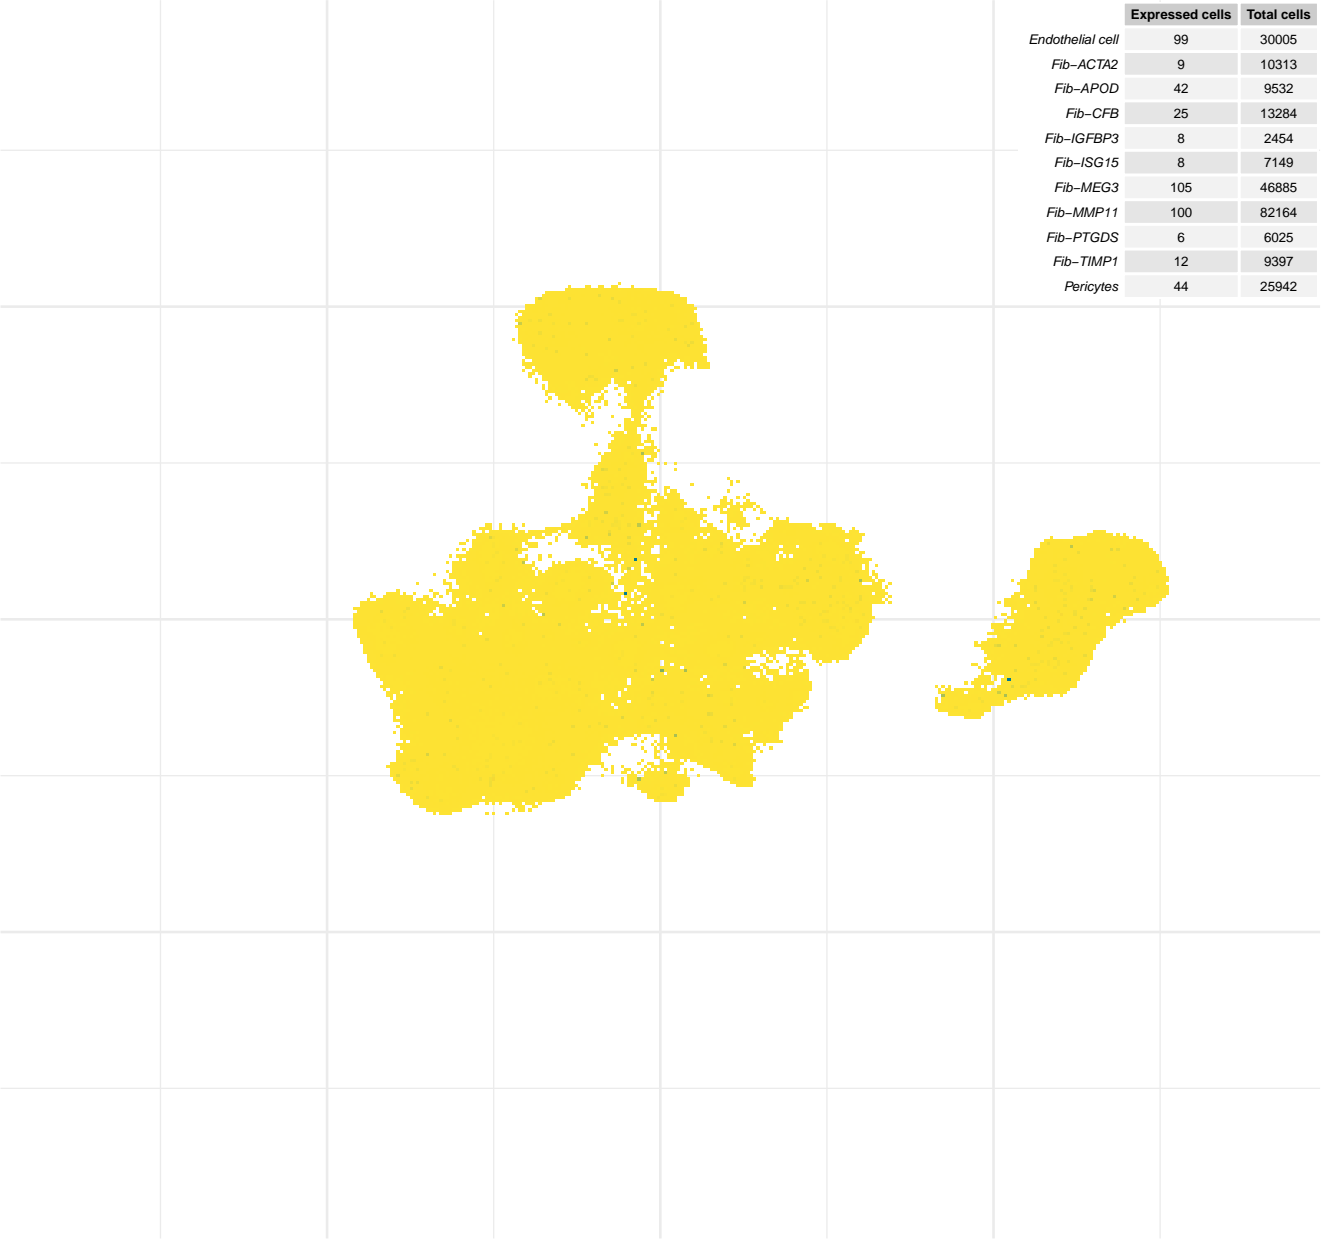 Expressed cells Total cells
Endothelial cell 99 30005
Fib−ACTA2 9 10313
Fib−APOD 42 9532
Fib−CFB 25 13284
Fib−IGFBP3 8 2454
Fib−ISG15 8 7149
Fib−MEG3 105 46885
Fib−MMP11 100 82164
Fib−PTGDS 6 6025
Fib−TIMP1 12 9397
Pericytes 44 25942